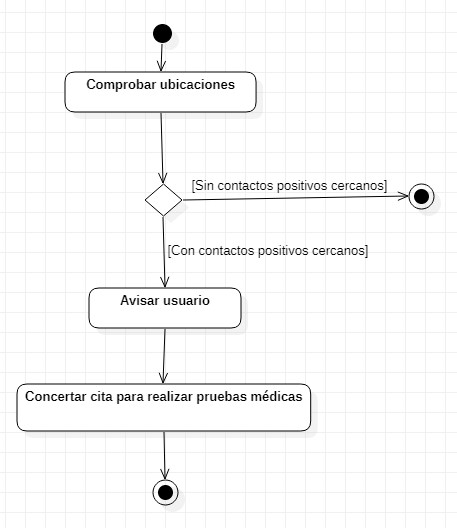 Comprobar ubicaciones
[Sin contactos positivos cercanos]
[Con contactos positivos cercanos]
Avisar usuario
Concertar cita para realizar pruebas médicas